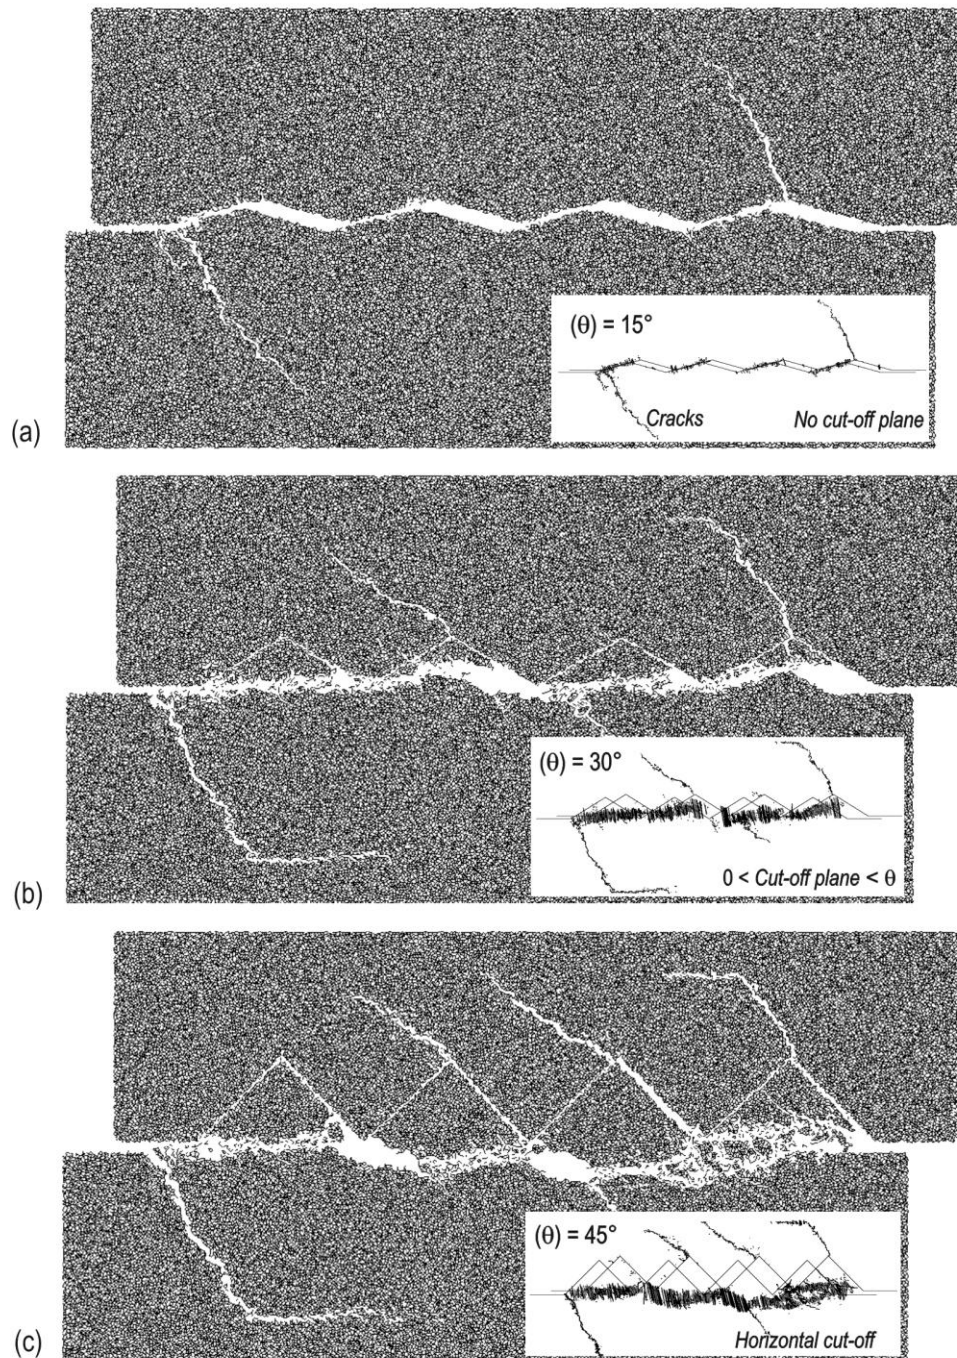 (θ) = 15°
Cracks
No cut-off plane
(a)
(θ) = 30°
0 < Cut-off plane < θ
(b)
(θ) = 45°
Horizontal cut-off
(c)